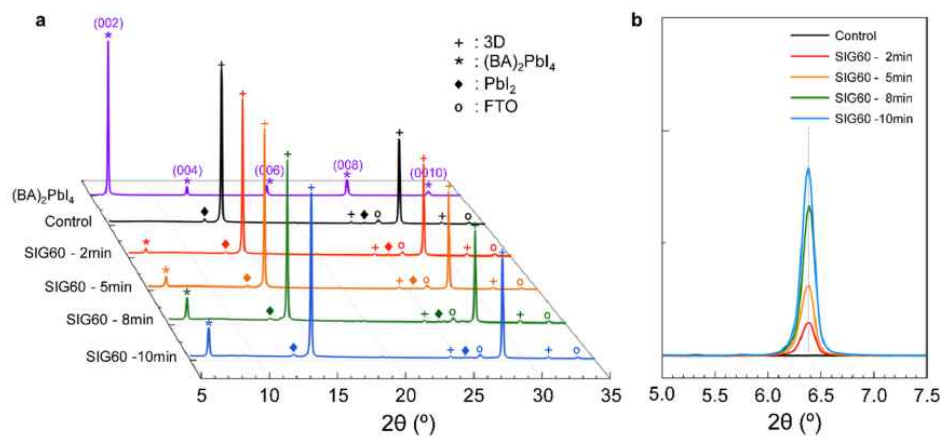 a
(002)
(004)
(006)
(008)
(0010)
+ : 3D
* : (BA)₂PbI₄
♦ : PbI₂
o : FTO
(BA)₂PbI₄
Control
SIG60 - 2min
SIG60 - 5min
SIG60 - 8min
SIG60 -10min
5 10 15 20 25 30 35
2θ (º)
b
Control
SIG60 - 2min
SIG60 - 5min
SIG60 - 8min
SIG60 -10min
5.0 5.5 6.0 6.5 7.0 7.5
2θ (º)